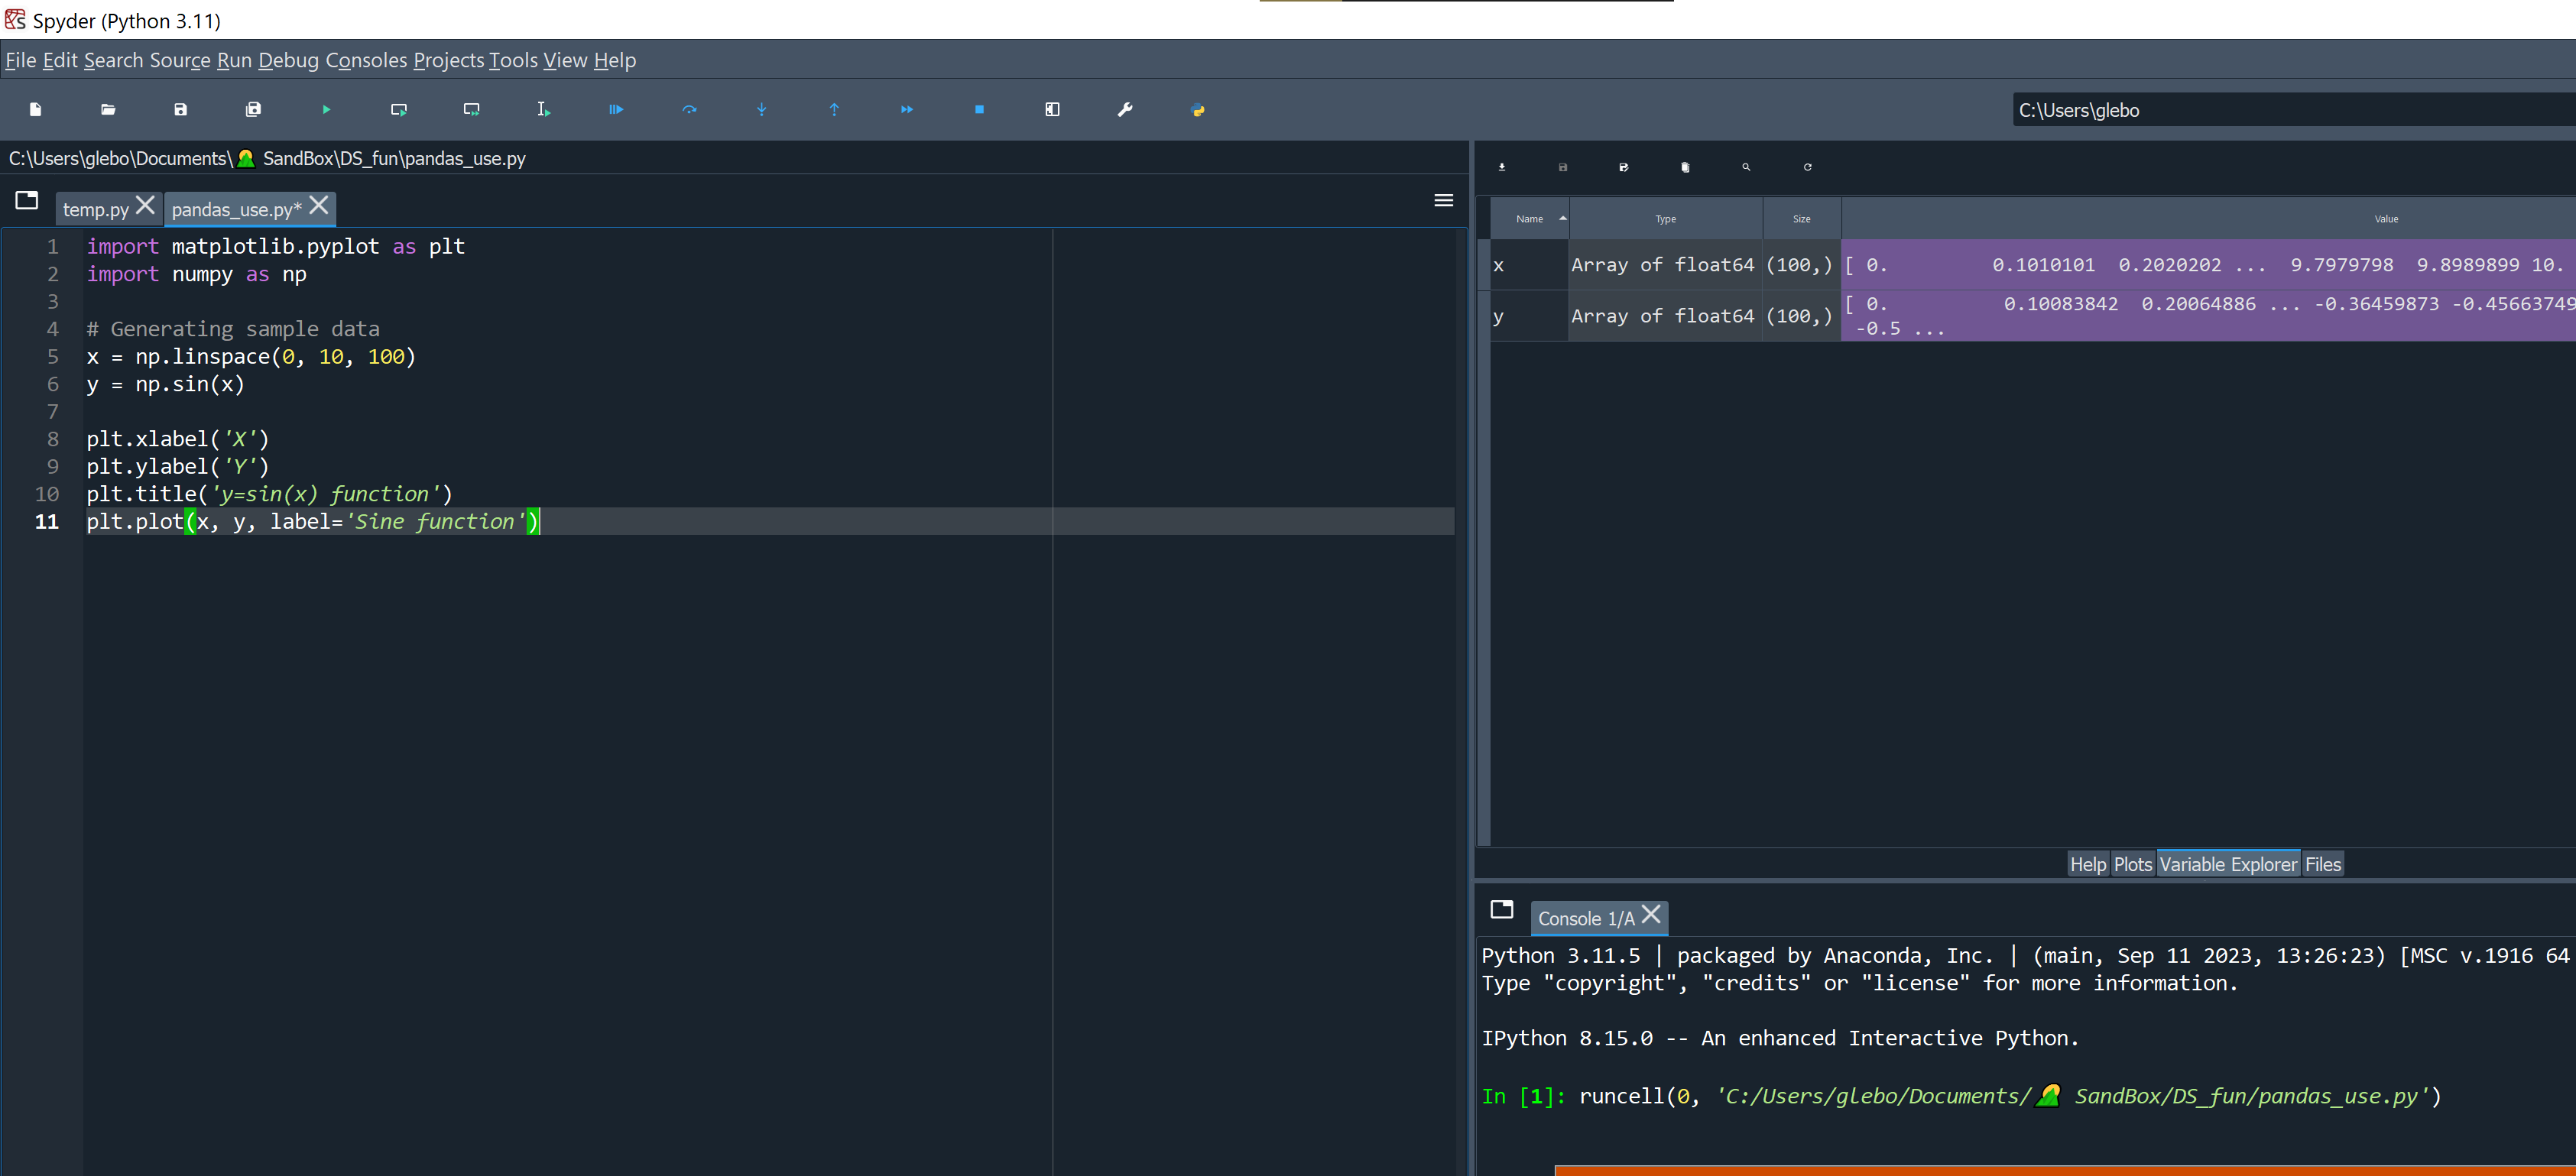 Spyder (Python 3.11)
File Edit Search Source Run Debug Consoles Projects Tools View Help
C:\Users\glebo
C:\Users\glebo\Documents\ SandBox\DS_fun\pandas_use.py
temp.py pandas_use.py*
1 import matplotlib.pyplot as plt
2 import numpy as np
3
4 # Generating sample data
5 x = np.linspace(0, 10, 100)
6 y = np.sin(x)
7
8 plt.xlabel('X')
9 plt.ylabel('Y')
10 plt.title('y=sin(x) function')
11 plt.plot(x, y, label='Sine function')
Name Type Size Value
x Array of float64 (100,) [ 0. 0.1010101 0.2020202 ... 9.7979798 9.8989899 10.
y Array of float64 (100,) [ 0. 0.10083842 0.20064886 ... -0.36459873 -0.45663749
-0.5 ...
Help Plots Variable Explorer Files
Console 1/A
Python 3.11.5 | packaged by Anaconda, Inc. | (main, Sep 11 2023, 13:26:23) [MSC v.1916 64
Type "copyright", "credits" or "license" for more information.
IPython 8.15.0 -- An enhanced Interactive Python.
In [1]: runcell(0, 'C:/Users/glebo/Documents/ SandBox/DS_fun/pandas_use.py')